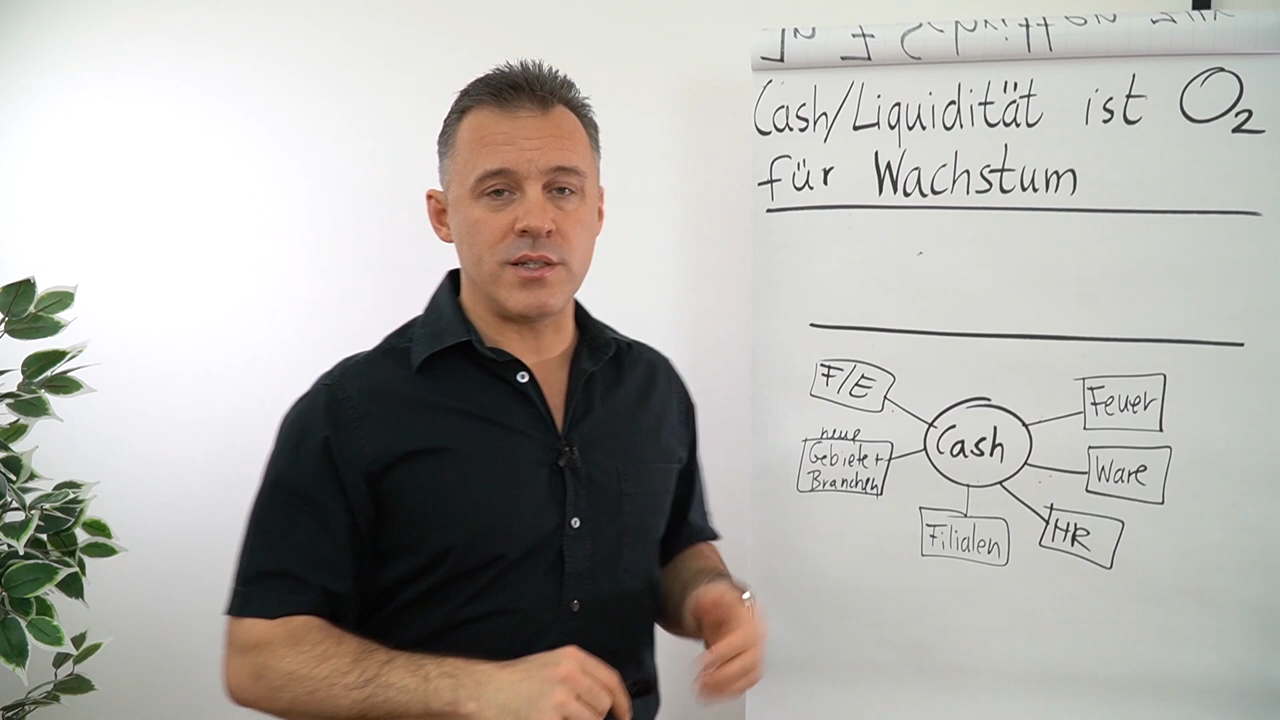 Cash/Liquidität ist O₂
für Wachstum
F/E
Feuer
Cash
neue
Gebiete +
Branchen
Ware
Filialen
HR